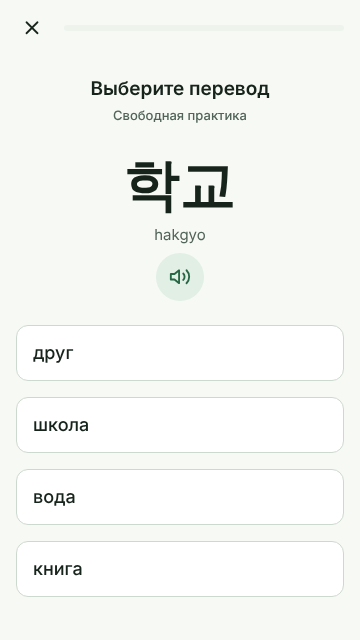 Выберите перевод
Свободная практика
학교
hakgyo
друг
школа
вода
книга